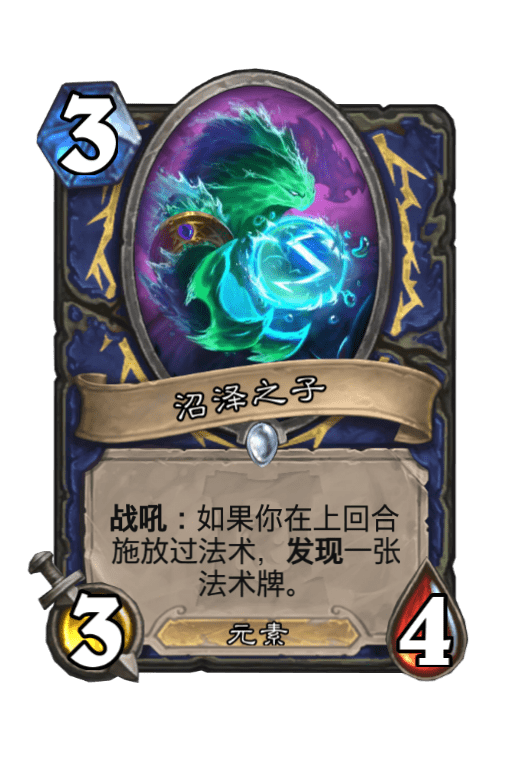 3
沼泽之子
战吼：如果你在上回合
施放过法术，发现一张
法术牌。
3
元素
4